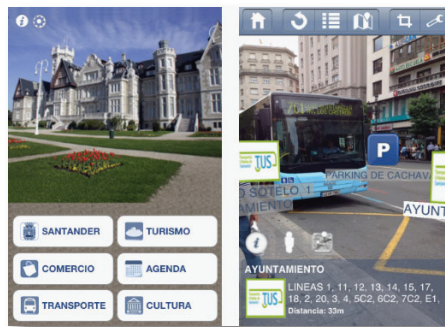 SANTANDER
TURISMO
COMERCIO
AGENDA
TRANSPORTE
CULTURA
TUS
P
PARKING DE CACHAV
O SOTELO, 1
AMIENTO
AYUNT
AYUNTAMIENTO
TUS
LINEAS 1, 11, 12, 13, 14, 15, 17,
18, 2, 20, 3, 4, 5C2, 6C2, 7C2, E1,
Distancia: 33m